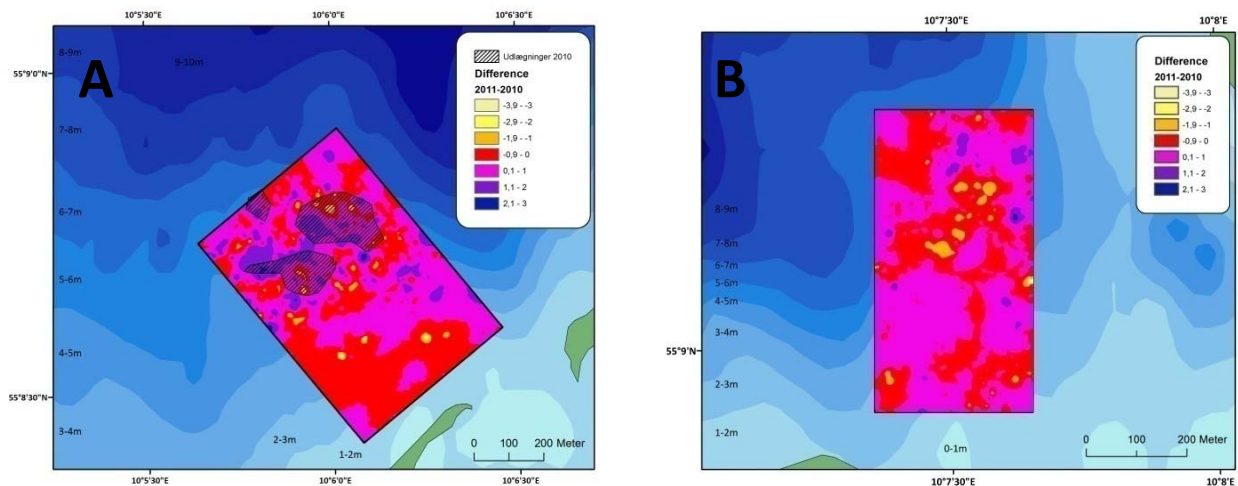 10°5'30"E 10°6'0"E 10°6'30"E
A
8-9m
9-10m
55°9'0"N
7-8m
6-7m
5-6m
4-5m
55°8'30"N
3-4m
2-3m
1-2m
Udlægninger 2010
Difference
2011-2010
-3,9 - -3
-2,9 - -2
-1,9 - -1
-0,9 - 0
0,1 - 1
1,1 - 2
2,1 - 3
0 100 200 Meter
10°5'30"E 10°6'0"E 10°6'30"E
10°7'30"E 10°8'E
B
Difference
2011-2010
-3,9 - -3
-2,9 - -2
-1,9 - -1
-0,9 - 0
0,1 - 1
1,1 - 2
2,1 - 3
8-9m
7-8m
6-7m
5-6m
4-5m
3-4m
55°9'N
2-3m
1-2m
0-1m
0 100 200 Meter
10°7'30"E 10°8'E